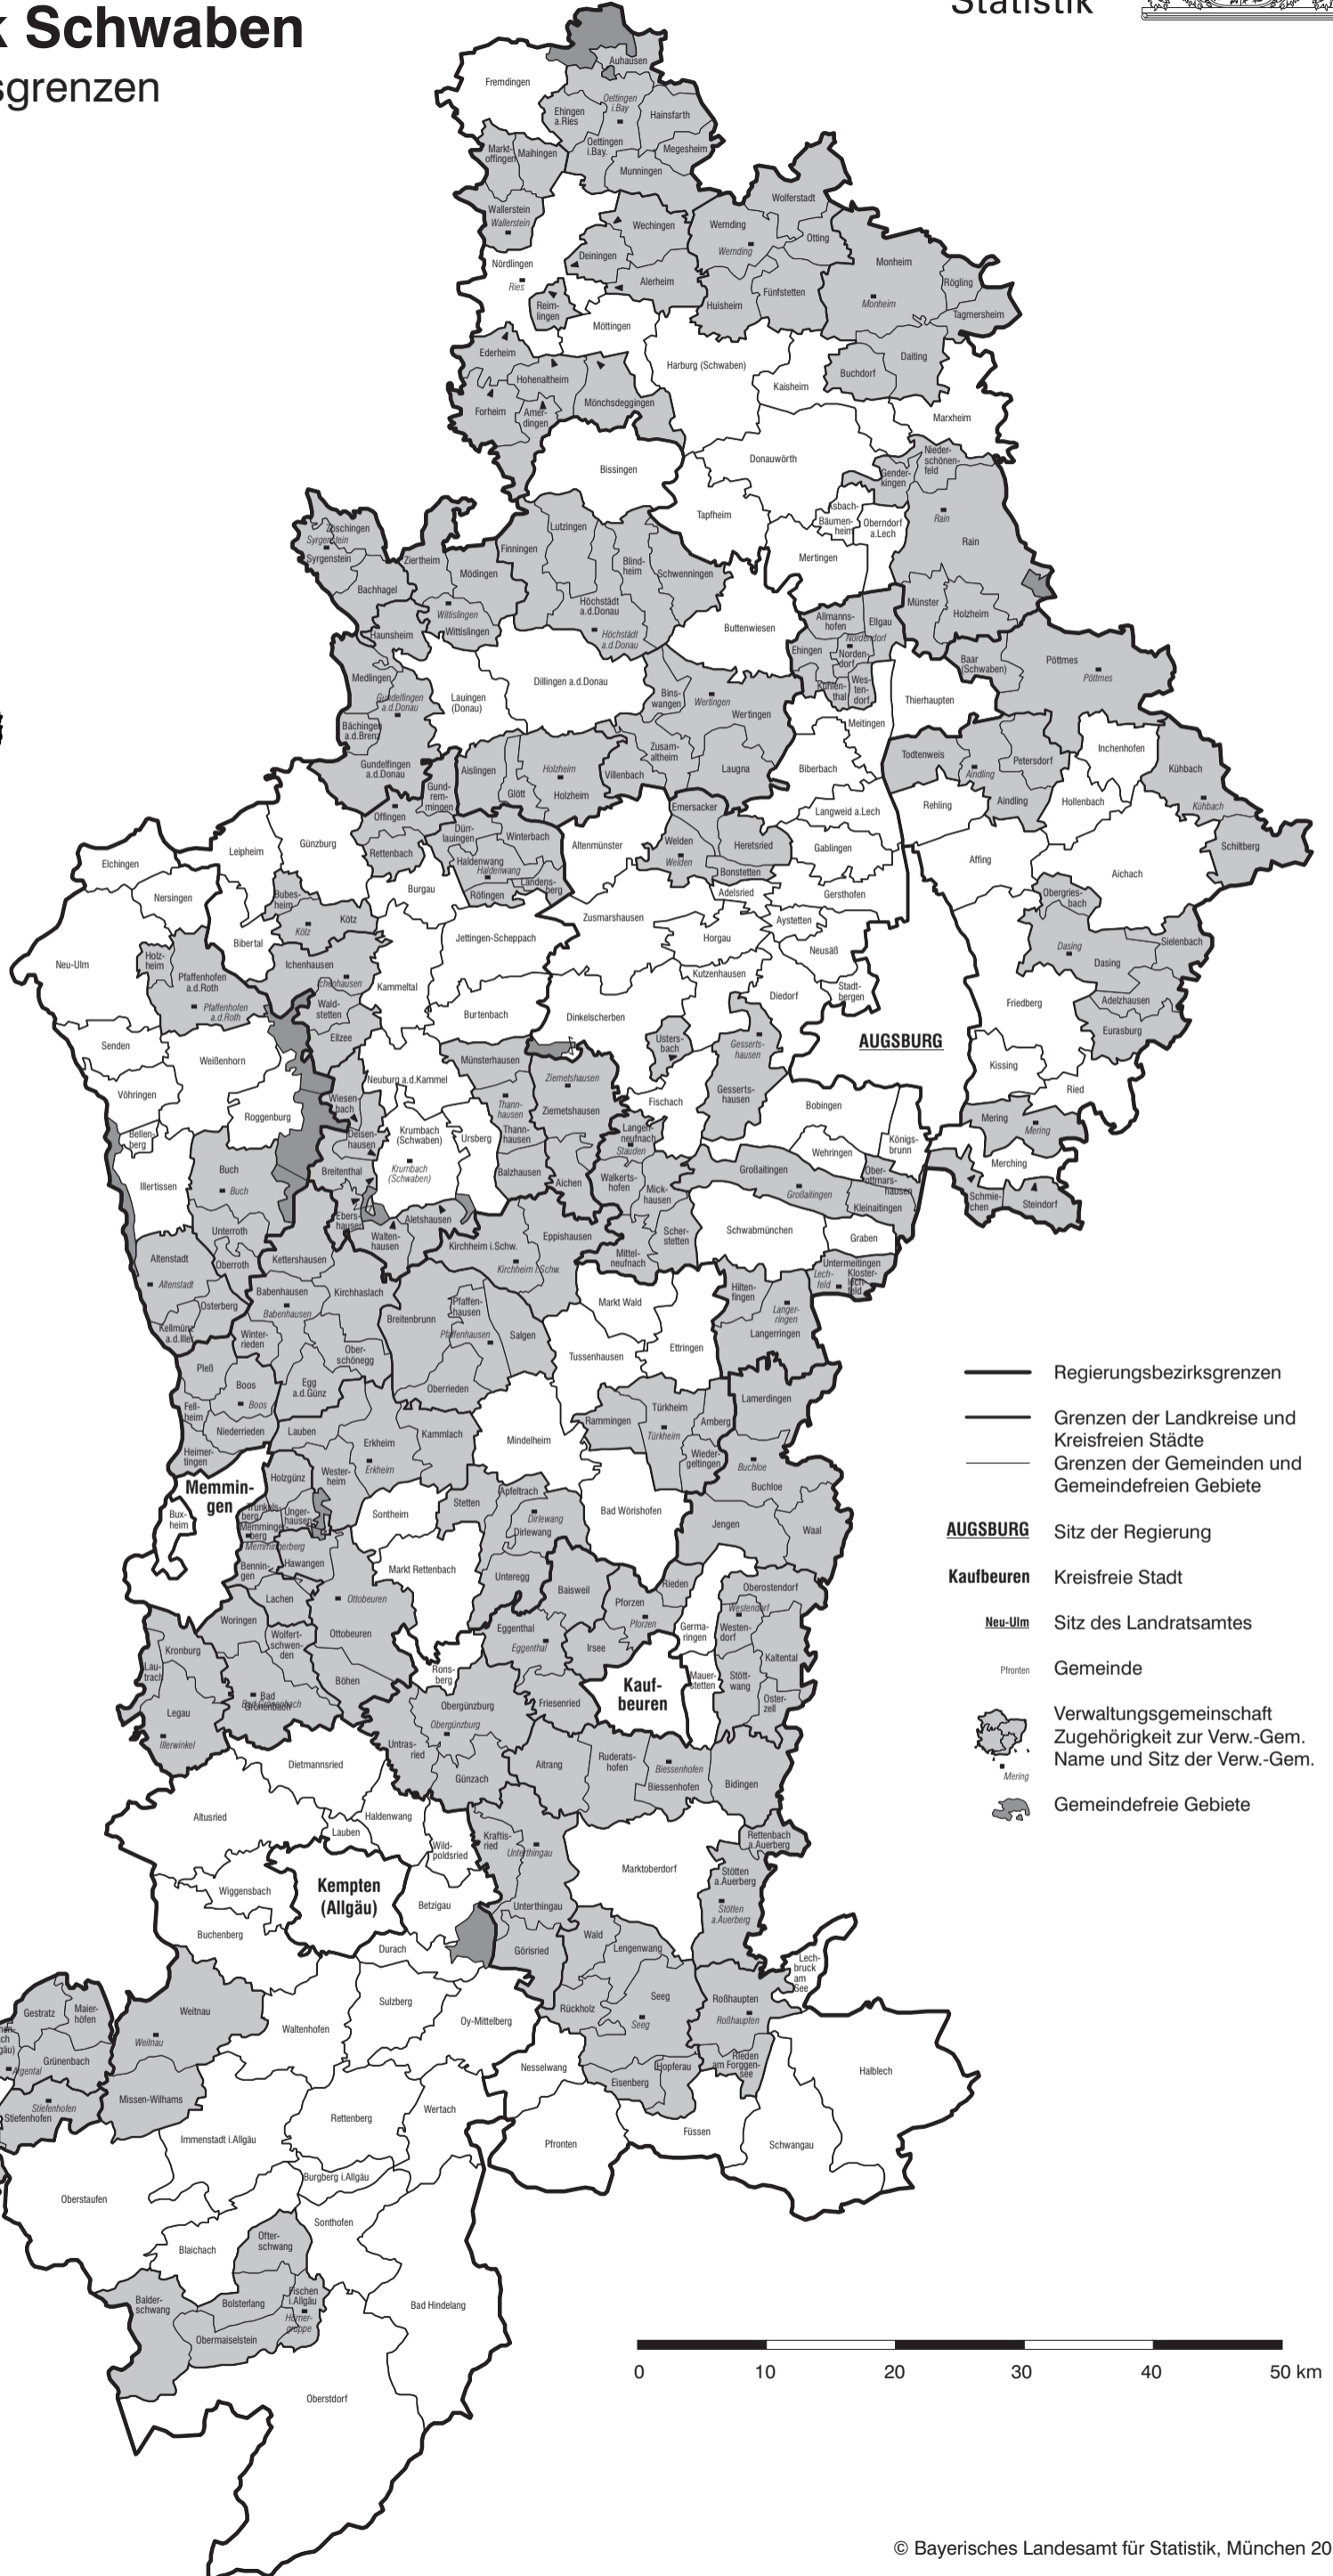 k Schwaben
sgrenzen
Statistik
Fremdingen
Auhausen
Oettingen
i.Bay
Ehingen
a.Ries
Hainsfarth
Oettingen
i.Bay.
Markt-
offingen
Maihingen
Megesheim
Munningen
Wolferstadt
Wallerstein
Wallerstein
Wechingen
Wemding
Wemding
Otting
Deiningen
Nördlingen
Ries
Monheim
Alerheim
Rögling
Fünfstetten
Monheim
Reim-
lingen
Huisheim
Tagmersheim
Möttingen
Ederheim
Harburg (Schwaben)
Daiting
Buchdorf
Hohenaltheim
Kaisheim
Mönchsdeggingen
Forheim
Amer-
dingen
Marxheim
Donauwörth
Nieder-
schönen-
feld
Bissingen
Gender-
kingen
Asbach-
Bäumen-
heim
Oberndorf
a.Lech
Rain
Rain
Tapfheim
Zöschingen
Syrgenstein
Syrgenstein
Lutzingen
Finningen
Ziertheim
Mödingen
Blind-
heim
Schwenningen
Mertingen
Bachhagel
Wittislingen
Wittislingen
Höchstädt
a.d.Donau
Höchstädt
a.d.Donau
Münster
Holzheim
Haunsheim
Buttenwiesen
Allmanns-
hofen
Ellgau
Nordendorf
Ehingen
Norden-
dorf
Baar
(Schwaben)
Pöttmes
Pöttmes
Medlingen
Gundelfingen
a.d.Donau
Lauingen
(Donau)
Dillingen a.d.Donau
Bins-
wangen
Wertingen
Wertingen
Kühlen-
thal
Wes-
ten-
dorf
Thierhaupten
Bächingen
a.d.Brenz
Meitingen
Gundelfingen
a.d.Donau
Aislingen
Holzheim
Holzheim
Glött
Villenbach
Zusam-
altheim
Laugna
Biberbach
Todtenweis
Aindling
Petersdorf
Inchenhofen
Kühbach
Kühbach
Gund-
rem-
mingen
Offingen
Emersacker
Langweid a.Lech
Rehling
Aindling
Hollenbach
Günzburg
Leipheim
Rettenbach
Dürr-
lauingen
Winterbach
Haldenwang
Haldenwang
Landens-
berg
Röfingen
Altenmünster
Welden
Welden
Heretsried
Bonstetten
Gablingen
Affing
Aichach
Schiltberg
Elchingen
Nersingen
Burgau
Adelsried
Gersthofen
Obergries-
bach
Bubes-
heim
Kötz
Kötz
Bibertal
Zusmarshausen
Horgau
Aystetten
Neusäß
Dasing
Dasing
Sielenbach
Jettingen-Scheppach
Neu-Ulm
Holz-
heim
Pfaffenhofen
a.d.Roth
Pfaffenhofen
a.d.Roth
Ichenhausen
Ichenhausen
Kammeltal
Kutzenhausen
Diedorf
Stadt-
bergen
Friedberg
Adelzhausen
Eurasburg
Wald-
stetten
Ellzee
Burtenbach
Dinkelscherben
Senden
Weißenhorn
Usters-
bach
Gesserts-
hausen
Gesserts-
hausen
AUGSBURG
Münsterhausen
Ziemetshausen
Ziemetshausen
Kissing
Ried
Neuburg a.d.Kammel
Vöhringen
Wiesen-
bach
Roggenburg
Thann-
hausen
Thann-
hausen
Fischach
Bobingen
Mering
Mering
Bellen-
berg
Deisen-
hausen
Krumbach
(Schwaben)
Krumbach
(Schwaben)
Ursberg
Langen-
neufnach
Stauden
Wehringen
Königs-
brunn
Merching
Illertissen
Buch
Buch
Breitenthal
Balzhausen
Aichen
Walkerts-
hofen
Mick-
hausen
Großaitingen
Großaitingen
Ober-
ottmars-
hausen
Kleinaitingen
Schmie-
chen
Steindorf
Unterroth
Ebers-
hausen
Walten-
hausen
Aletshausen
Scher-
stetten
Schwabmünchen
Graben
Altenstadt
Altenstadt
Oberroth
Kettershausen
Kirchheim i.Schw.
Kirchheim i.Schw.
Eppishausen
Mittel-
neufnach
Untermeitingen
Lech-
feld
Kloster-
lech-
feld
Osterberg
Kellmünz
a.d.Iller
Babenhausen
Babenhausen
Kirchhaslach
Breitenbrunn
Pfaffen-
hausen
Pfaffenhausen
Salgen
Markt Wald
Hilten-
fingen
Langer-
ringen
Langerringen
Winter-
rieden
Ober-
schönegg
Tussenhausen
Ettringen
Pleß
Boos
Boos
Egg
a.d.Günz
Oberrieden
Fell-
heim
Niederrieden
Lauben
Erkheim
Erkheim
Kammlach
Mindelheim
Rammingen
Türkheim
Türkheim
Amberg
Wieder-
geltingen
Lamerdingen
Buchloe
Buchloe
Heimer-
tingen
Memmin-
gen
Holzgünz
Wester-
heim
Bux-
heim
Trunkels-
berg
Unger-
hausen
Memminger-
berg
Memmingerberg
Sontheim
Stetten
Apfeltrach
Dirlewang
Dirlewang
Bad Wörishofen
Jengen
Waal
Bennin-
gen
Hawangen
Markt Rettenbach
Unteregg
Baisweil
Rieden
Oberostendorf
Lachen
Ottobeuren
Ottobeuren
Pforzen
Pforzen
Westendorf
Westen-
dorf
Woringen
Wolfert-
schwen-
den
Eggenthal
Eggenthal
Irsee
Germa-
ringen
Kaltental
Kronburg
Lau-
trach
Böhen
Rons-
berg
Kauf-
beuren
Mauer-
stetten
Stött-
wang
Oster-
zell
Legau
Illerwinkel
Bad
Grönenbach
Bad Grönenbach
Obergünzburg
Obergünzburg
Friesenried
Untras-
ried
Günzach
Aitrang
Ruderats-
hofen
Biessenhofen
Biessenhofen
Bidingen
Dietmannsried
Altusried
Haldenwang
Lauben
Wild-
poldsried
Kraftis-
ried
Unterthingau
Unterthingau
Marktoberdorf
Rettenbach
a.Auerberg
Stötten
a.Auerberg
Stötten
a.Auerberg
Wiggensbach
Kempten
(Allgäu)
Betzigau
Buchenberg
Durach
Görisried
Wald
Lengenwang
Lech-
bruck
am
See
Gestratz
Maier-
höfen
Weitnau
Weitnau
Waltenhofen
Sulzberg
Oy-Mittelberg
Rückholz
Seeg
Seeg
Roßhaupten
Roßhaupten
Grünenbach
Argental
Stiefenhofen
Stiefenhofen
Missen-Wilhams
Nesselwang
Eisenberg
Hopferau
Rieden
am Forggen-
see
Halblech
Rettenberg
Wertach
Immenstadt i.Allgäu
Pfronten
Füssen
Schwangau
Burgberg i.Allgäu
Oberstaufen
Sonthofen
Blaichach
Ofter-
schwang
Balder-
schwang
Bolsterlang
Fischen
i.Allgäu
Hörner-
gruppe
Obermaiselstein
Bad Hindelang
Oberstdorf
Regierungsbezirksgrenzen
Grenzen der Landkreise und
Kreisfreien Städte
Grenzen der Gemeinden und
Gemeindefreien Gebiete
AUGSBURG Sitz der Regierung
Kaufbeuren Kreisfreie Stadt
Neu-Ulm Sitz des Landratsamtes
Pfronten Gemeinde
Verwaltungsgemeinschaft
Zugehörigkeit zur Verw.-Gem.
Name und Sitz der Verw.-Gem.
Mering
Gemeindefreie Gebiete
0 10 20 30 40 50 km
© Bayerisches Landesamt für Statistik, München 20